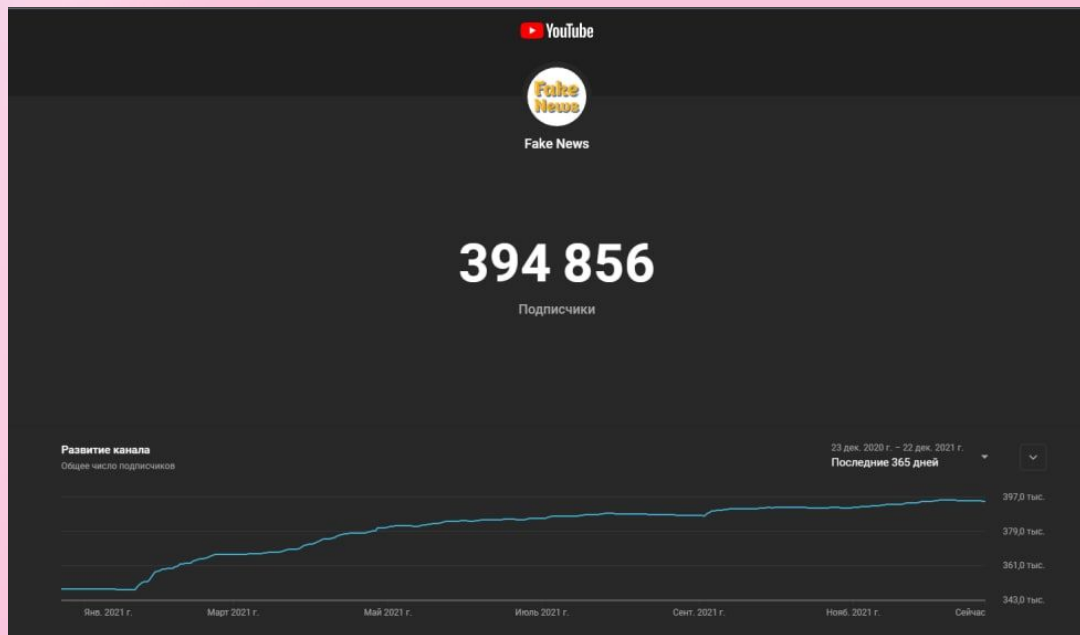 YouTube
Fake
News
Fake News
394 856
Подписчики
Развитие канала
Общее число подписчиков
23 дек. 2020 г. – 22 дек. 2021 г.
Последние 365 дней
397,0 тыс.
379,0 тыс.
361,0 тыс.
343,0 тыс.
Янв. 2021 г. Март 2021 г. Май 2021 г. Июль 2021 г. Сент. 2021 г. Нояб. 2021 г. Сейчас